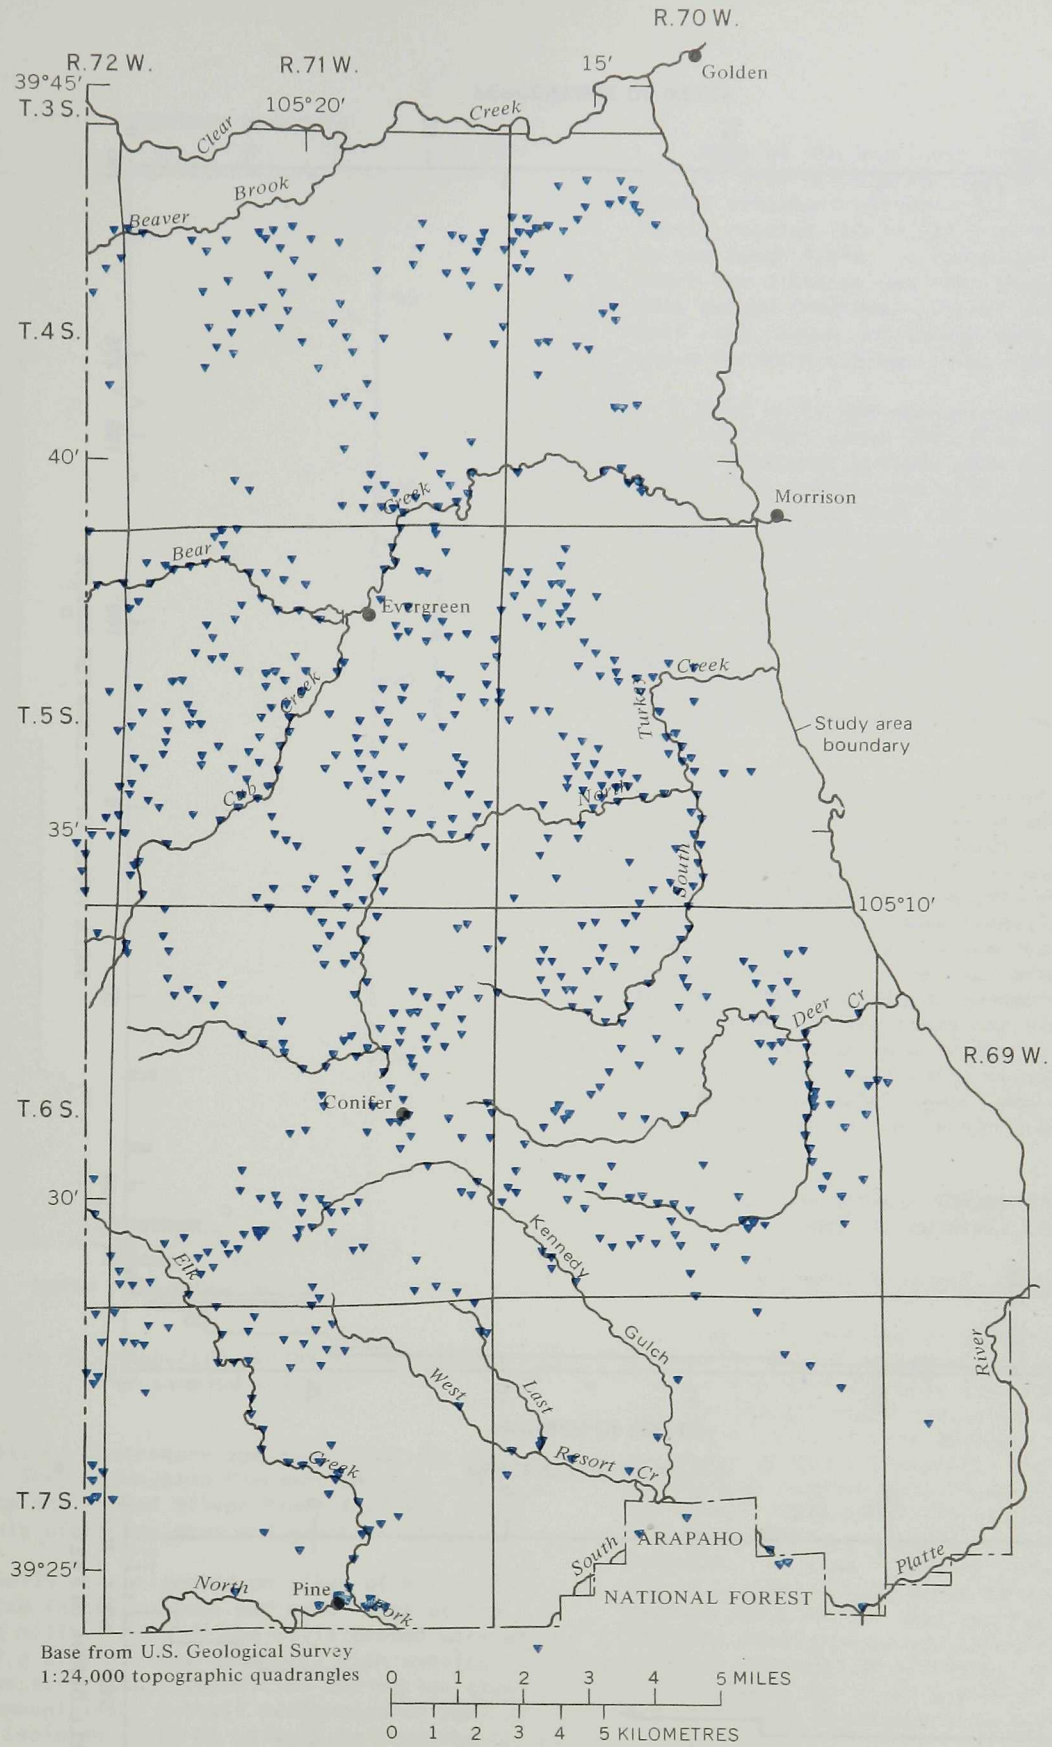 R.70 W.
R.72 W.
R.71 W.
15′
Golden
39°45′
T.3 S.
105°20′
Clear
Creek
Brook
Beaver
T.4 S.
40′
Creek
Morrison
Bear
Evergreen
Creek
Creek
Turkey
T.5 S.
Study area
boundary
Cub
North
35′
South
105°10′
Deer Cr
R.69 W.
T.6 S.
Conifer
30′
Kennedy
Elk
Gulch
River
West
Last
Resort Cr
Creek
T.7 S.
ARAPAHO
South
Platte
39°25′
North
Pine
Fork
NATIONAL FOREST
Base from U.S. Geological Survey
1:24,000 topographic quadrangles
0 1 2 3 4 5 MILES
0 1 2 3 4 5 KILOMETRES